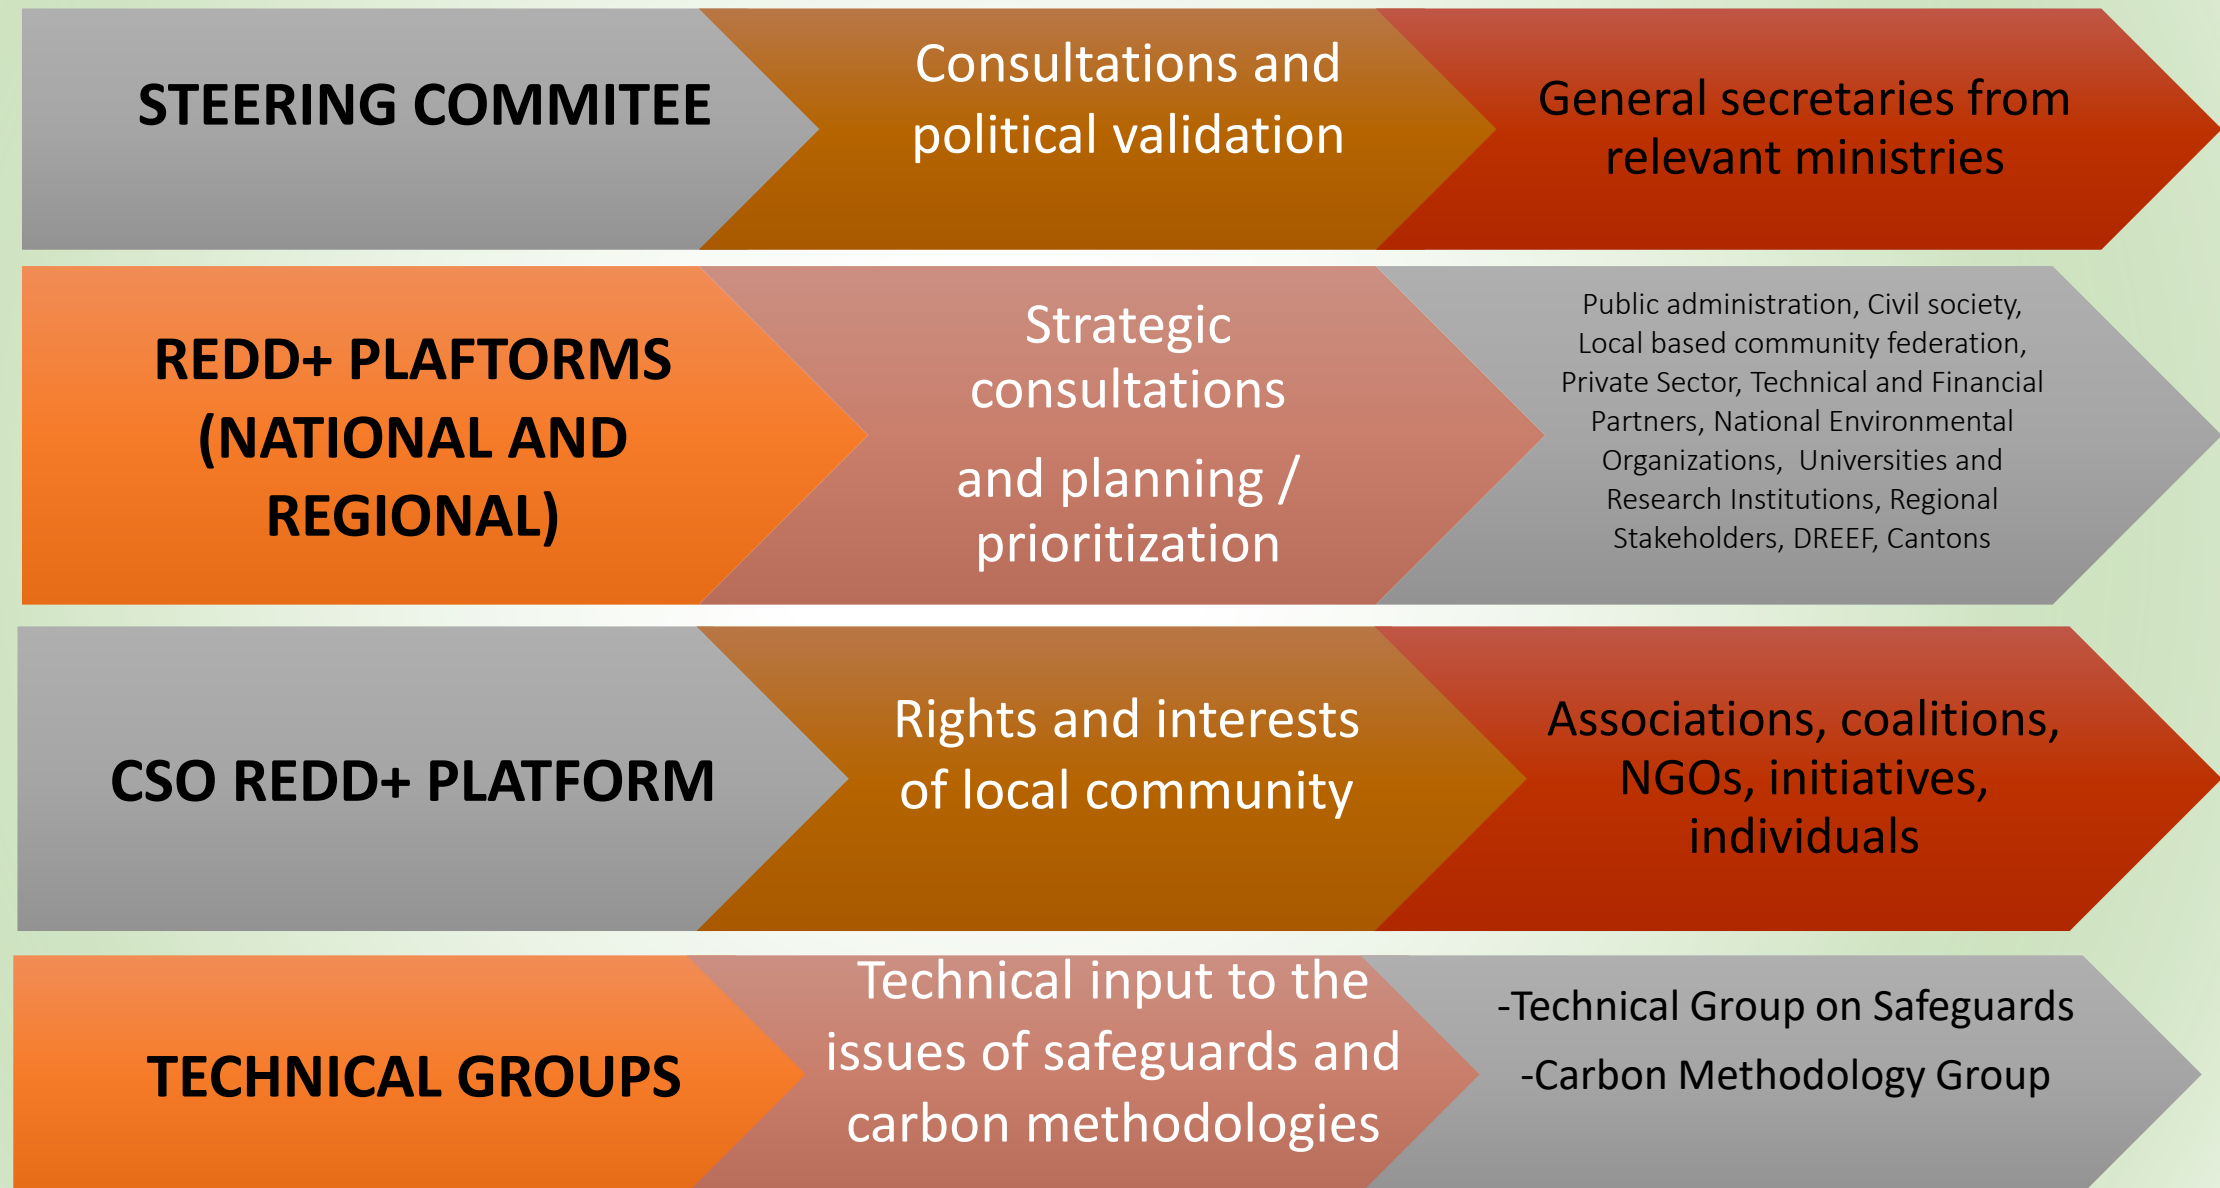 STEERING COMMITEE
Consultations and
political validation
General secretaries from
relevant ministries
REDD+ PLAFTORMS
(NATIONAL AND
REGIONAL)
Strategic
consultations
and planning /
prioritization
Public administration, Civil society,
Local based community federation,
Private Sector, Technical and Financial
Partners, National Environmental
Organizations,  Universities and
Research Institutions, Regional
Stakeholders, DREEF, Cantons
CSO REDD+ PLATFORM
Rights and interests
of local community
Associations, coalitions,
NGOs, initiatives,
individuals
TECHNICAL GROUPS
Technical input to the
issues of safeguards and
carbon methodologies
-Technical Group on Safeguards
-Carbon Methodology Group